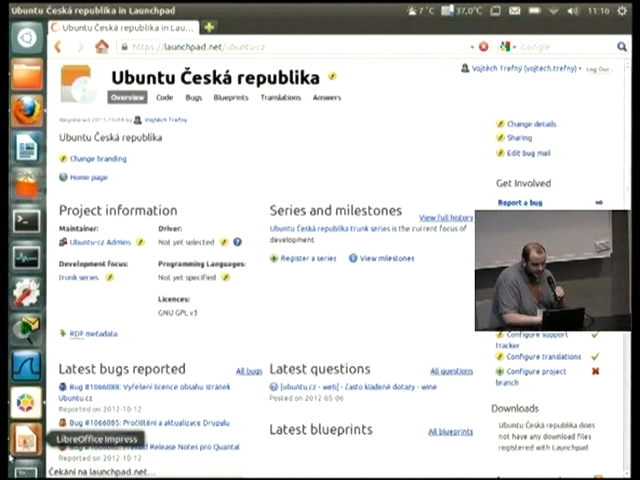 Ubuntu Česká republika in Launchpad
7°C 37,0°C 11:16
Ubuntu Česká republika in Lau...
https://launchpad.net/ubuntu-cz
Google
Ubuntu Česká republika
Vojtěch Trefný (vojtech.trefny) Log Out
Overview Code Bugs Blueprints Translations Answers
by Vojtěch Trefný
Ubuntu Česká republika
Change branding
Home page
Change details
Sharing
Edit bug mail
Get Involved
Report a bug
Project information
Maintainer:
Ubuntu-cz Admins
Driver:
Not yet selected
Development focus:
trunk series
Programming Languages:
Not yet specified
Licences:
GNU GPL v3
RDF metadata
Series and milestones
View full history
Ubuntu Česká republika trunk series is the current focus of
development
Register a series View milestones
Configure support
tracker
Configure translations
Configure project
branch
Latest bugs reported
All bugs
Bug #1066088: Vyřešení licence obsahu stránek
Ubuntu.cz
Reported on 2012-10-12
Bug #1066085: Pročištění a aktualizace Drupalu
Release Notes pro Quantal
Reported on 2012-10-12
Latest questions
All questions
[ubuntu.cz - web] - často kladené dotazy - wine
Posted on 2012-05-06
Latest blueprints
All blueprints
Downloads
Ubuntu Česká republika does
not have any download files
registered with Launchpad
LibreOffice Impress
Čekání na launchpad.net...